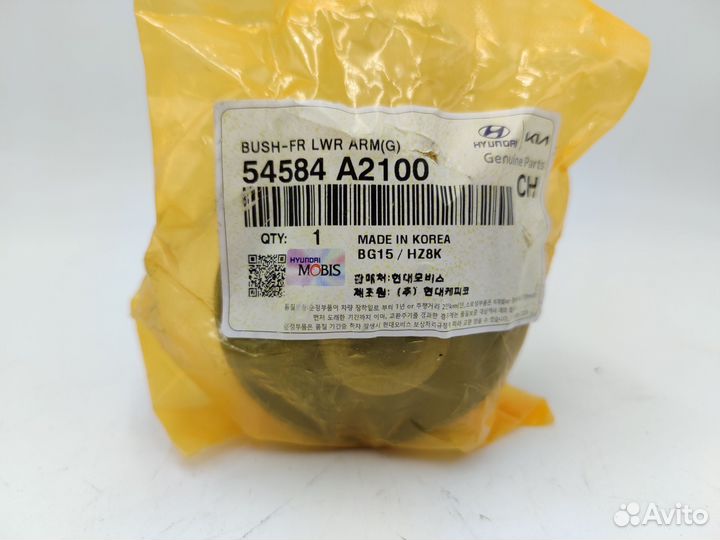 BUSH-FR LWR ARM(G)
54584 A2100
HYUNDAI KIA
Genuine Parts
CH
QTY: 1
MADE IN KOREA
BG15 / HZ8K
HYUNDAI
MOBIS
판매처:현대모비스
제조원: (주) 현대케피코
Avito